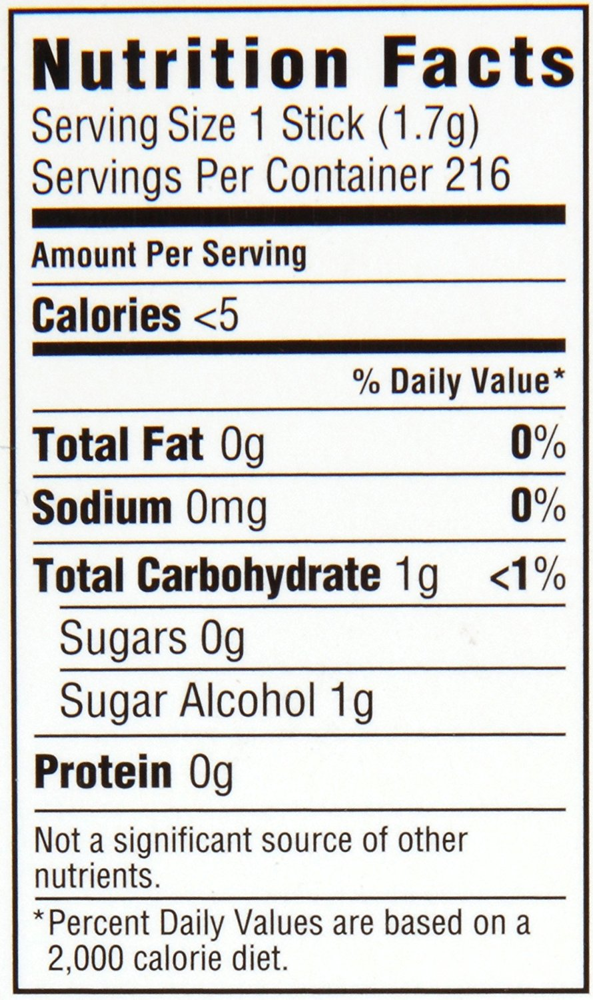 Nutrition Facts
Serving Size 1 Stick (1.7g)
Servings Per Container 216
Amount Per Serving
Calories <5
% Daily Value*
Total Fat 0g 0%
Sodium 0mg 0%
Total Carbohydrate 1g <1%
Sugars 0g
Sugar Alcohol 1g
Protein 0g
Not a significant source of other
nutrients.
*Percent Daily Values are based on a
2,000 calorie diet.